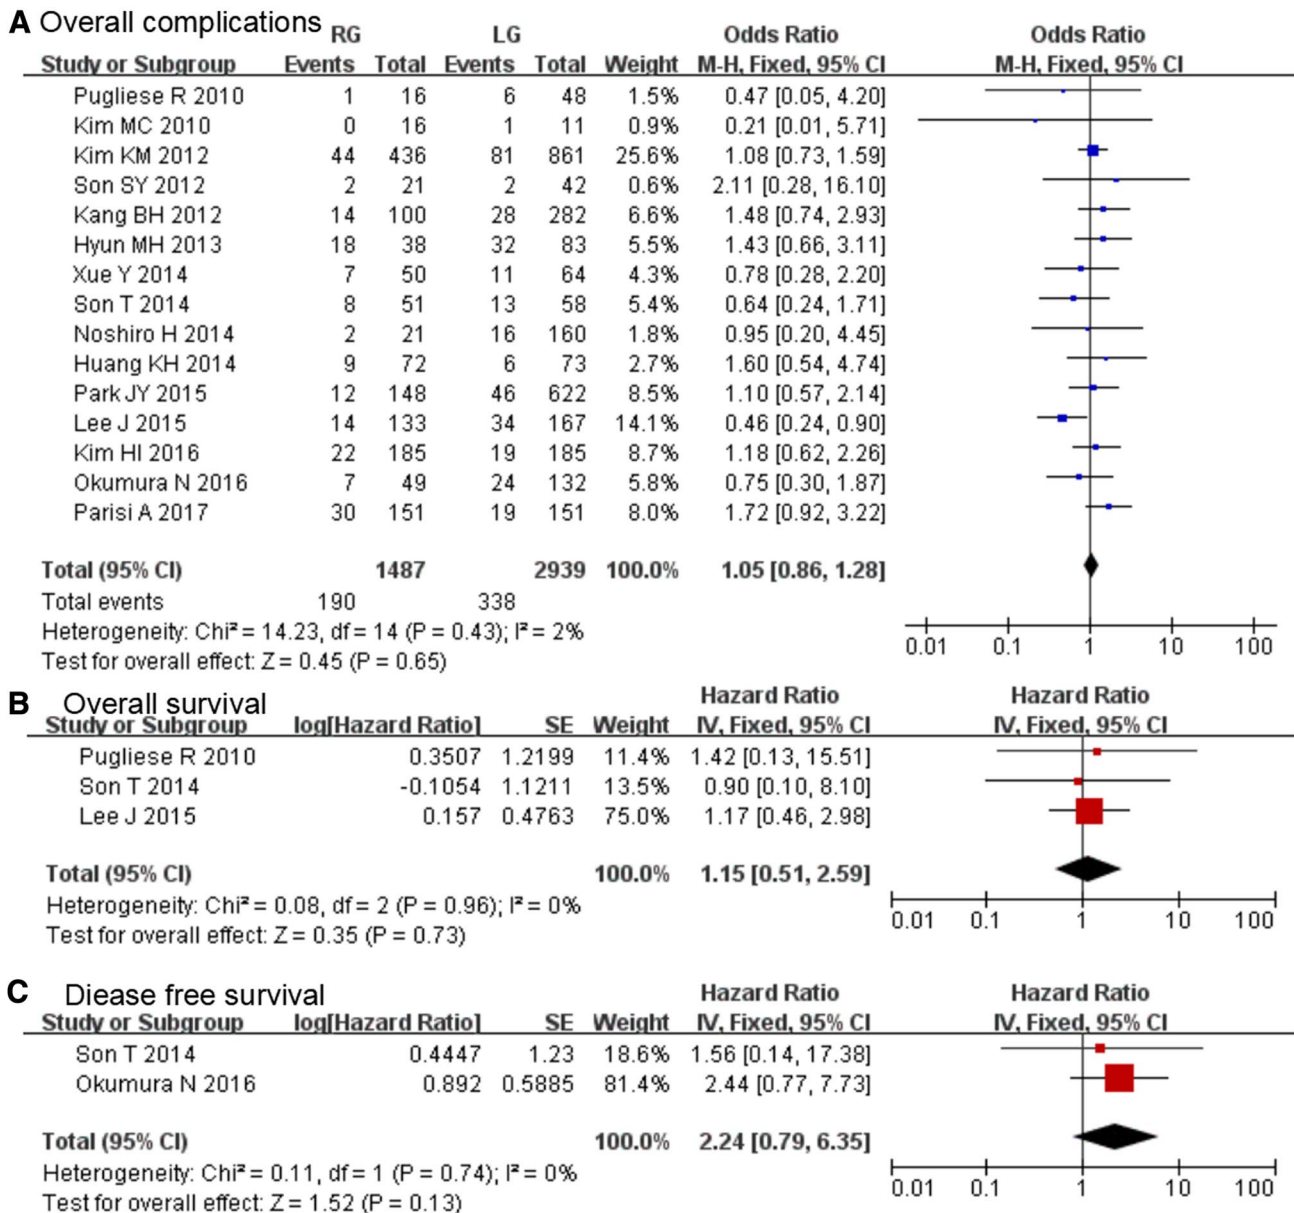 A Overall complications
RG LG Odds Ratio Odds Ratio
Study or Subgroup Events Total Events Total Weight M-H, Fixed, 95% CI M-H, Fixed, 95% CI
Pugliese R 2010 1 16 6 48 1.5% 0.47 [0.05, 4.20]
Kim MC 2010 0 16 1 11 0.9% 0.21 [0.01, 5.71]
Kim KM 2012 44 436 81 861 25.6% 1.08 [0.73, 1.59]
Son SY 2012 2 21 2 42 0.6% 2.11 [0.28, 16.10]
Kang BH 2012 14 100 28 282 6.6% 1.48 [0.74, 2.93]
Hyun MH 2013 18 38 32 83 5.5% 1.43 [0.66, 3.11]
Xue Y 2014 7 50 11 64 4.3% 0.78 [0.28, 2.20]
Son T 2014 8 51 13 58 5.4% 0.64 [0.24, 1.71]
Noshiro H 2014 2 21 16 160 1.8% 0.95 [0.20, 4.45]
Huang KH 2014 9 72 6 73 2.7% 1.60 [0.54, 4.74]
Park JY 2015 12 148 46 622 8.5% 1.10 [0.57, 2.14]
Lee J 2015 14 133 34 167 14.1% 0.46 [0.24, 0.90]
Kim HI 2016 22 185 19 185 8.7% 1.18 [0.62, 2.26]
Okumura N 2016 7 49 24 132 5.8% 0.75 [0.30, 1.87]
Parisi A 2017 30 151 19 151 8.0% 1.72 [0.92, 3.22]
Total (95% CI) 1487 2939 100.0% 1.05 [0.86, 1.28]
Total events 190 338
Heterogeneity: Chi² = 14.23, df = 14 (P = 0.43); I² = 2%
Test for overall effect: Z = 0.45 (P = 0.65)
0.01 0.1 1 10 100
B Overall survival
Hazard Ratio Hazard Ratio
Study or Subgroup log[Hazard Ratio] SE Weight IV, Fixed, 95% CI IV, Fixed, 95% CI
Pugliese R 2010 0.3507 1.2199 11.4% 1.42 [0.13, 15.51]
Son T 2014 -0.1054 1.1211 13.5% 0.90 [0.10, 8.10]
Lee J 2015 0.157 0.4763 75.0% 1.17 [0.46, 2.98]
Total (95% CI) 100.0% 1.15 [0.51, 2.59]
Heterogeneity: Chi² = 0.08, df = 2 (P = 0.96); I² = 0%
Test for overall effect: Z = 0.35 (P = 0.73)
0.01 0.1 1 10 100
C Diease free survival
Hazard Ratio Hazard Ratio
Study or Subgroup log[Hazard Ratio] SE Weight IV, Fixed, 95% CI IV, Fixed, 95% CI
Son T 2014 0.4447 1.23 18.6% 1.56 [0.14, 17.38]
Okumura N 2016 0.892 0.5885 81.4% 2.44 [0.77, 7.73]
Total (95% CI) 100.0% 2.24 [0.79, 6.35]
Heterogeneity: Chi² = 0.11, df = 1 (P = 0.74); I² = 0%
Test for overall effect: Z = 1.52 (P = 0.13)
0.01 0.1 1 10 100